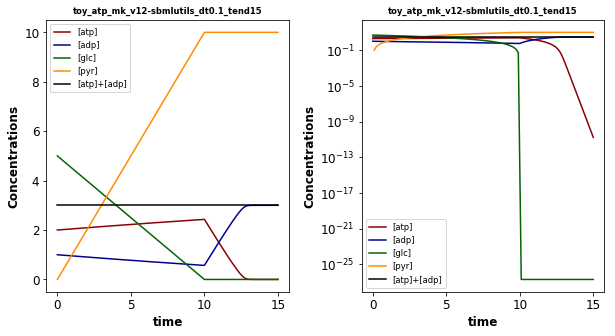 toy_atp_mk_v12-sbmlutils_dt0.1_tend15
Concentrations
10
8
6
4
2
0
[atp]
[adp]
[glc]
[pyr]
[atp]+[adp]
0
5
10
15
time
toy_atp_mk_v12-sbmlutils_dt0.1_tend15
Concentrations
10^{-1}
10^{-5}
10^{-9}
10^{-13}
10^{-17}
10^{-21}
10^{-25}
[atp]
[adp]
[glc]
[pyr]
[atp]+[adp]
0
5
10
15
time